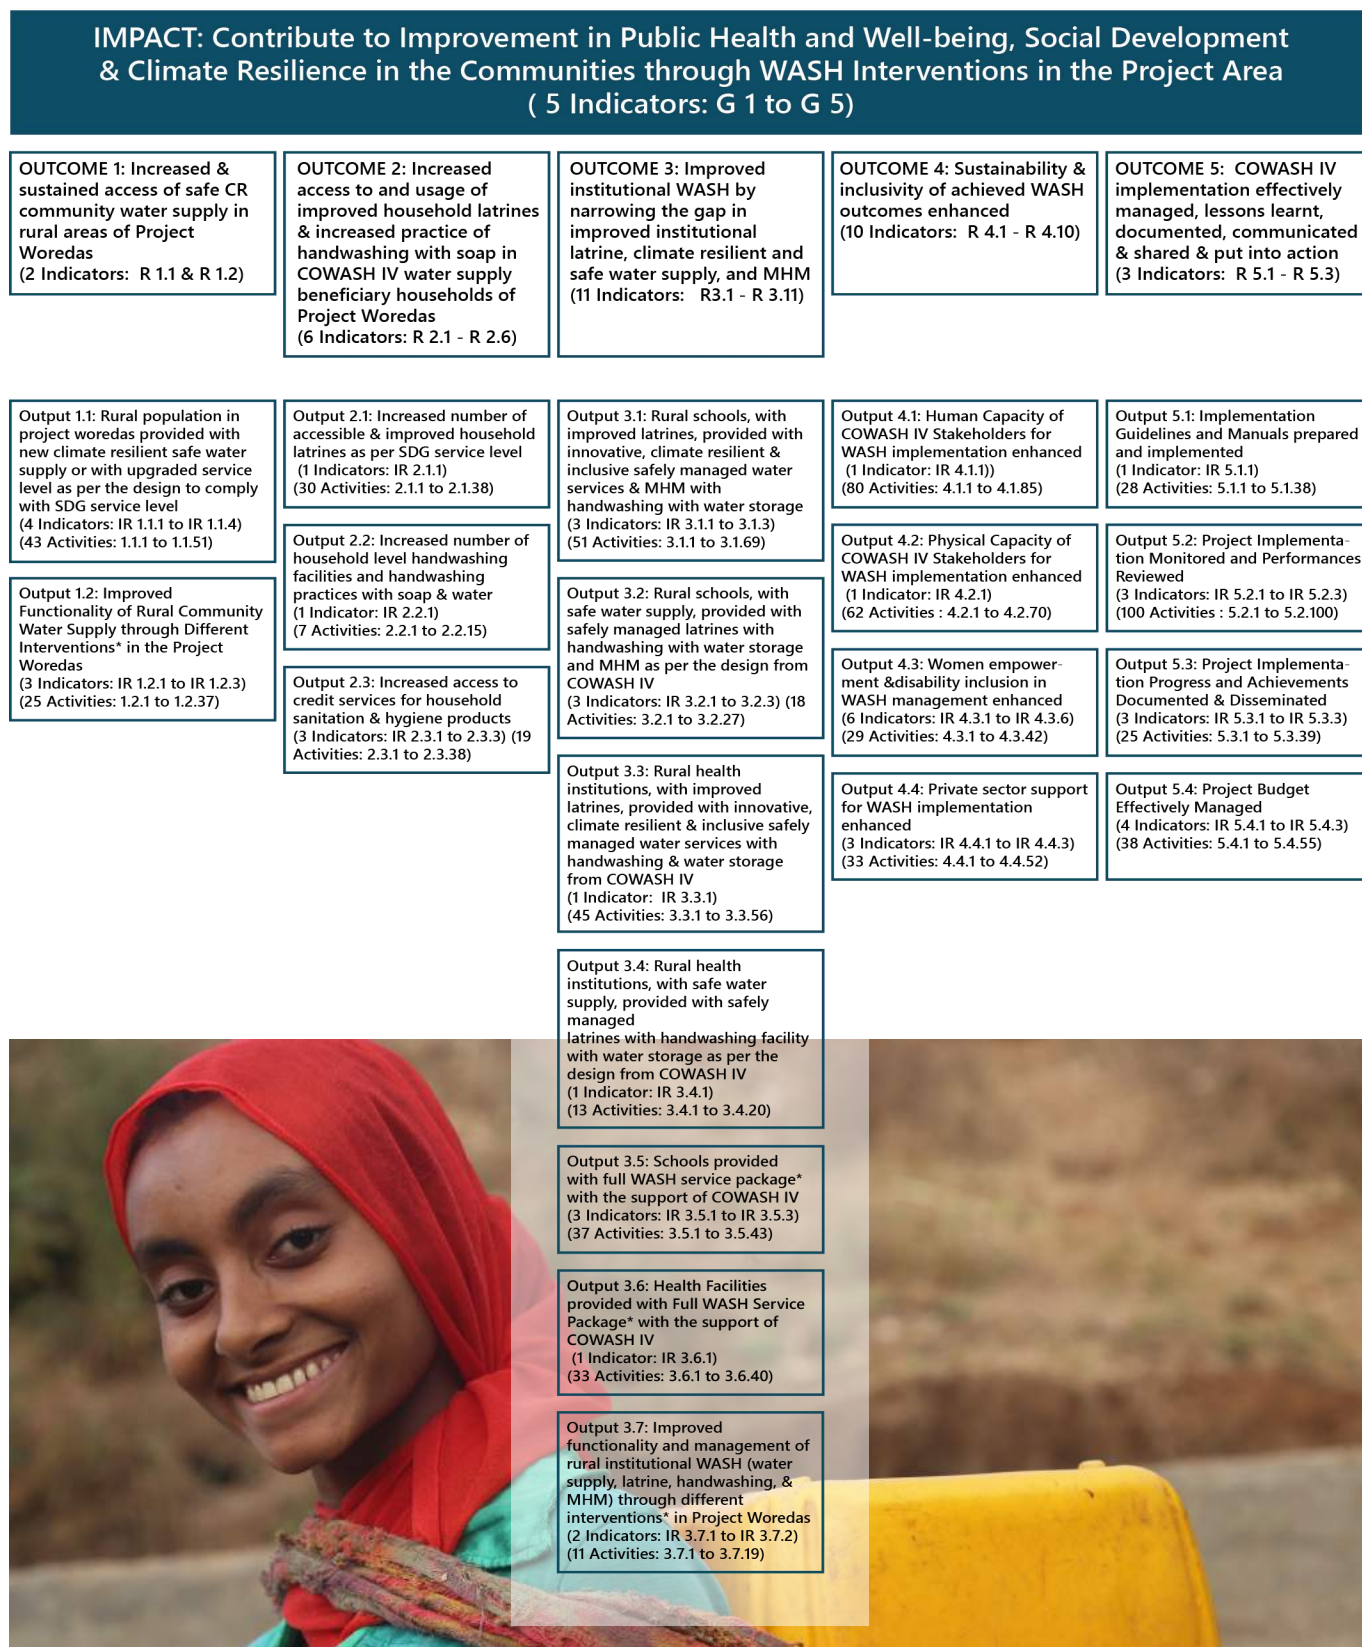 IMPACT: Contribute to Improvement in Public Health and Well-being, Social Development
& Climate Resilience in the Communities through WASH Interventions in the Project Area
( 5 Indicators: G 1 to G 5)
OUTCOME 1: Increased &
sustained access of safe CR
community water supply in
rural areas of Project
Woredas
(2 Indicators: R 1.1 & R 1.2)
OUTCOME 2: Increased
access to and usage of
improved household latrines
& increased practice of
handwashing with soap in
COWASH IV water supply
beneficiary households of
Project Woredas
(6 Indicators: R 2.1 - R 2.6)
OUTCOME 3: Improved
institutional WASH by
narrowing the gap in
improved institutional
latrine, climate resilient and
safe water supply, and MHM
(11 Indicators: R3.1 - R 3.11)
OUTCOME 4: Sustainability &
inclusivity of achieved WASH
outcomes enhanced
(10 Indicators: R 4.1 - R 4.10)
OUTCOME 5: COWASH IV
implementation effectively
managed, lessons learnt,
documented, communicated
& shared & put into action
(3 Indicators: R 5.1 - R 5.3)
Output 1.1: Rural population in
project woredas provided with
new climate resilient safe water
supply or with upgraded service
level as per the design to comply
with SDG service level
(4 Indicators: IR 1.1.1 to IR 1.1.4)
(43 Activities: 1.1.1 to 1.1.51)
Output 1.2: Improved
Functionality of Rural Community
Water Supply through Different
Interventions* in the Project
Woredas
(3 Indicators: IR 1.2.1 to IR 1.2.3)
(25 Activities: 1.2.1 to 1.2.37)
Output 2.1: Increased number of
accessible & improved household
latrines as per SDG service level
(1 Indicators: IR 2.1.1)
(30 Activities: 2.1.1 to 2.1.38)
Output 2.2: Increased number of
household level handwashing
facilities and handwashing
practices with soap & water
(1 Indicator: IR 2.2.1)
(7 Activities: 2.2.1 to 2.2.15)
Output 2.3: Increased access to
credit services for household
sanitation & hygiene products
(3 Indicators: IR 2.3.1 to 2.3.3) (19
Activities: 2.3.1 to 2.3.38)
Output 3.1: Rural schools, with
improved latrines, provided with
innovative, climate resilient &
inclusive safely managed water
services & MHM with
handwashing with water storage
(3 Indicators: IR 3.1.1 to 3.1.3)
(51 Activities: 3.1.1 to 3.1.69)
Output 3.2: Rural schools, with
safe water supply, provided with
safely managed latrines with
handwashing with water storage
and MHM as per the design from
COWASH IV
(3 Indicators: IR 3.2.1 to 3.2.3) (18
Activities: 3.2.1 to 3.2.27)
Output 3.3: Rural health
institutions, with improved
latrines, provided with innovative,
climate resilient & inclusive safely
managed water services with
handwashing & water storage
from COWASH IV
(1 Indicator: IR 3.3.1)
(45 Activities: 3.3.1 to 3.3.56)
Output 3.4: Rural health
institutions, with safe water
supply, provided with safely
managed
latrines with handwashing facility
with water storage as per the
design from COWASH IV
(1 Indicator: IR 3.4.1)
(13 Activities: 3.4.1 to 3.4.20)
Output 3.5: Schools provided
with full WASH service package*
with the support of COWASH IV
(3 Indicators: IR 3.5.1 to IR 3.5.3)
(37 Activities: 3.5.1 to 3.5.43)
Output 3.6: Health Facilities
provided with Full WASH Service
Package* with the support of
COWASH IV
(1 Indicator: IR 3.6.1)
(33 Activities: 3.6.1 to 3.6.40)
Output 3.7: Improved
functionality and management of
rural institutional WASH (water
supply, latrine, handwashing, &
MHM) through different
interventions* in Project Woredas
(2 Indicators: IR 3.7.1 to IR 3.7.2)
(11 Activities: 3.7.1 to 3.7.19)
Output 4.1: Human Capacity of
COWASH IV Stakeholders for
WASH implementation enhanced
(1 Indicator: IR 4.1.1))
(80 Activities: 4.1.1 to 4.1.85)
Output 4.2: Physical Capacity of
COWASH IV Stakeholders for
WASH implementation enhanced
(1 Indicator: IR 4.2.1)
(62 Activities : 4.2.1 to 4.2.70)
Output 4.3: Women empower-
ment &disability inclusion in
WASH management enhanced
(6 Indicators: IR 4.3.1 to IR 4.3.6)
(29 Activities: 4.3.1 to 4.3.42)
Output 4.4: Private sector support
for WASH implementation
enhanced
(3 Indicators: IR 4.4.1 to IR 4.4.3)
(33 Activities: 4.4.1 to 4.4.52)
Output 5.1: Implementation
Guidelines and Manuals prepared
and implemented
(1 Indicator: IR 5.1.1)
(28 Activities: 5.1.1 to 5.1.38)
Output 5.2: Project Implementa-
tion Monitored and Performances
Reviewed
(3 Indicators: IR 5.2.1 to IR 5.2.3)
(100 Activities : 5.2.1 to 5.2.100)
Output 5.3: Project Implementa-
tion Progress and Achievements
Documented & Disseminated
(3 Indicators: IR 5.3.1 to IR 5.3.3)
(25 Activities: 5.3.1 to 5.3.39)
Output 5.4: Project Budget
Effectively Managed
(4 Indicators: IR 5.4.1 to IR 5.4.3)
(38 Activities: 5.4.1 to 5.4.55)